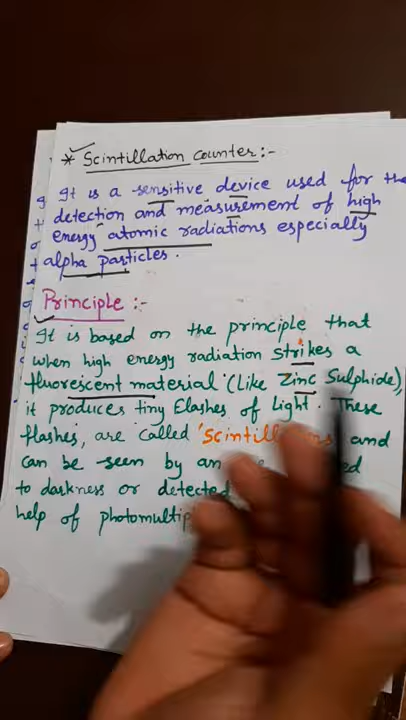 * Scintillation counter:-
It is a sensitive device used for the
detection and measurement of high
energy atomic radiations especially
alpha particles.
Principle :-
It is based on the principle that
when high energy radiation strikes a
fluorescent material (like Zinc Sulphide),
it produces tiny flashes of light. These
flashes, are called 'Scintill and
can be seen by an
to darkness or detected
help of photomultip